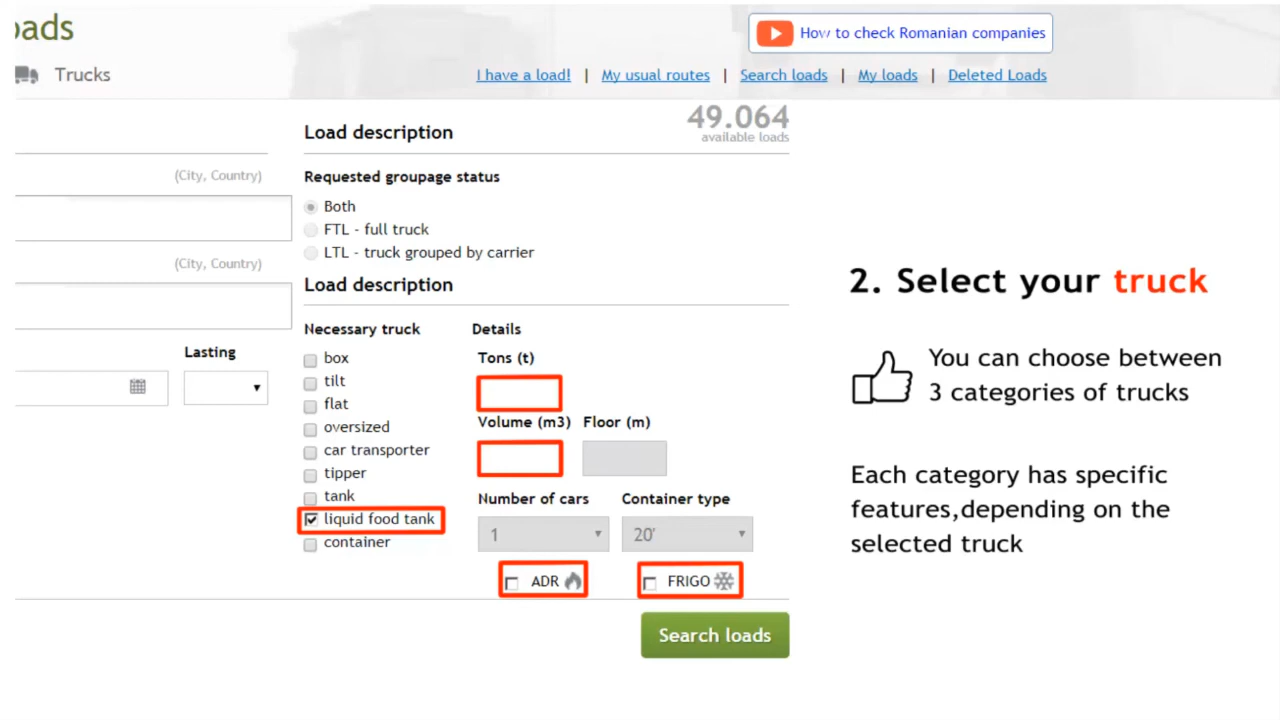 oads
How to check Romanian companies
Trucks
I have a load! | My usual routes | Search loads | My loads | Deleted Loads
49.064
available loads
Load description
(City, Country)
Requested groupage status
Both
FTL - full truck
LTL - truck grouped by carrier
(City, Country)
Load description
Necessary truck
Details
Lasting
box
tilt
flat
oversized
car transporter
tipper
tank
liquid food tank
container
Tons (t)
Volume (m3) Floor (m)
Number of cars Container type
1 20'
ADR FRIGO
Search loads
2. Select your truck
You can choose between
3 categories of trucks
Each category has specific
features,depending on the
selected truck